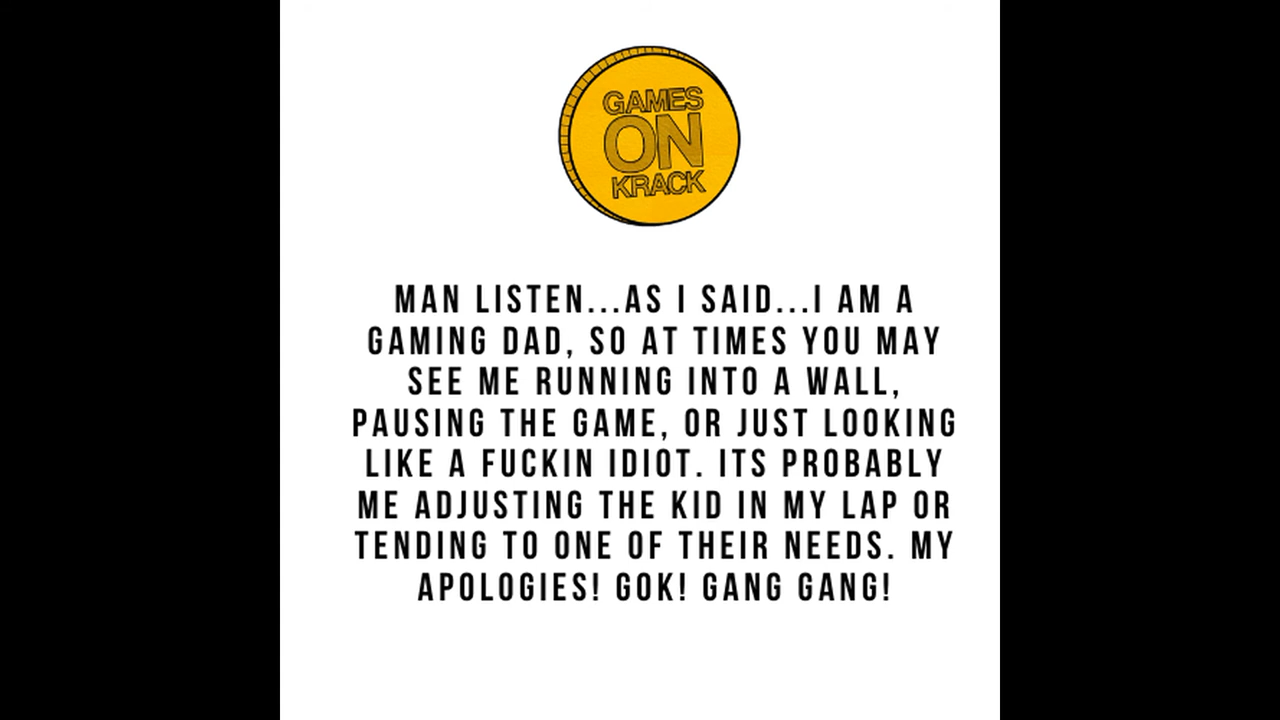 GAMES
ON
KRACK
MAN LISTEN...AS I SAID...I AM A
GAMING DAD, SO AT TIMES YOU MAY
SEE ME RUNNING INTO A WALL,
PAUSING THE GAME, OR JUST LOOKING
LIKE A FUCKIN IDIOT. ITS PROBABLY
ME ADJUSTING THE KID IN MY LAP OR
TENDING TO ONE OF THEIR NEEDS. MY
APOLOGIES! GOK! GANG GANG!